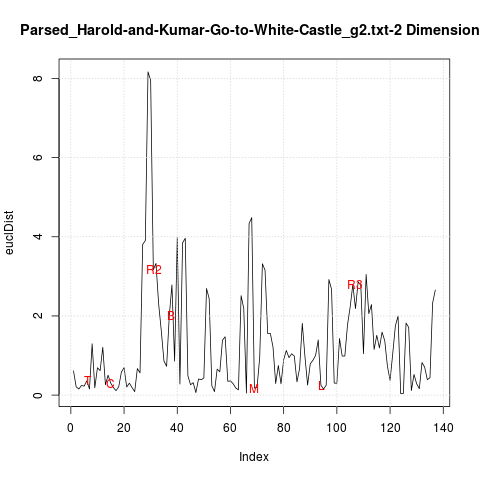 Parsed_Harold-and-Kumar-Go-to-White-Castle_g2.txt-2 Dimension
euclDist
8
6
4
2
0
R2
B
R3
T
C
M
L
0 20 40 60 80 100 120 140
Index